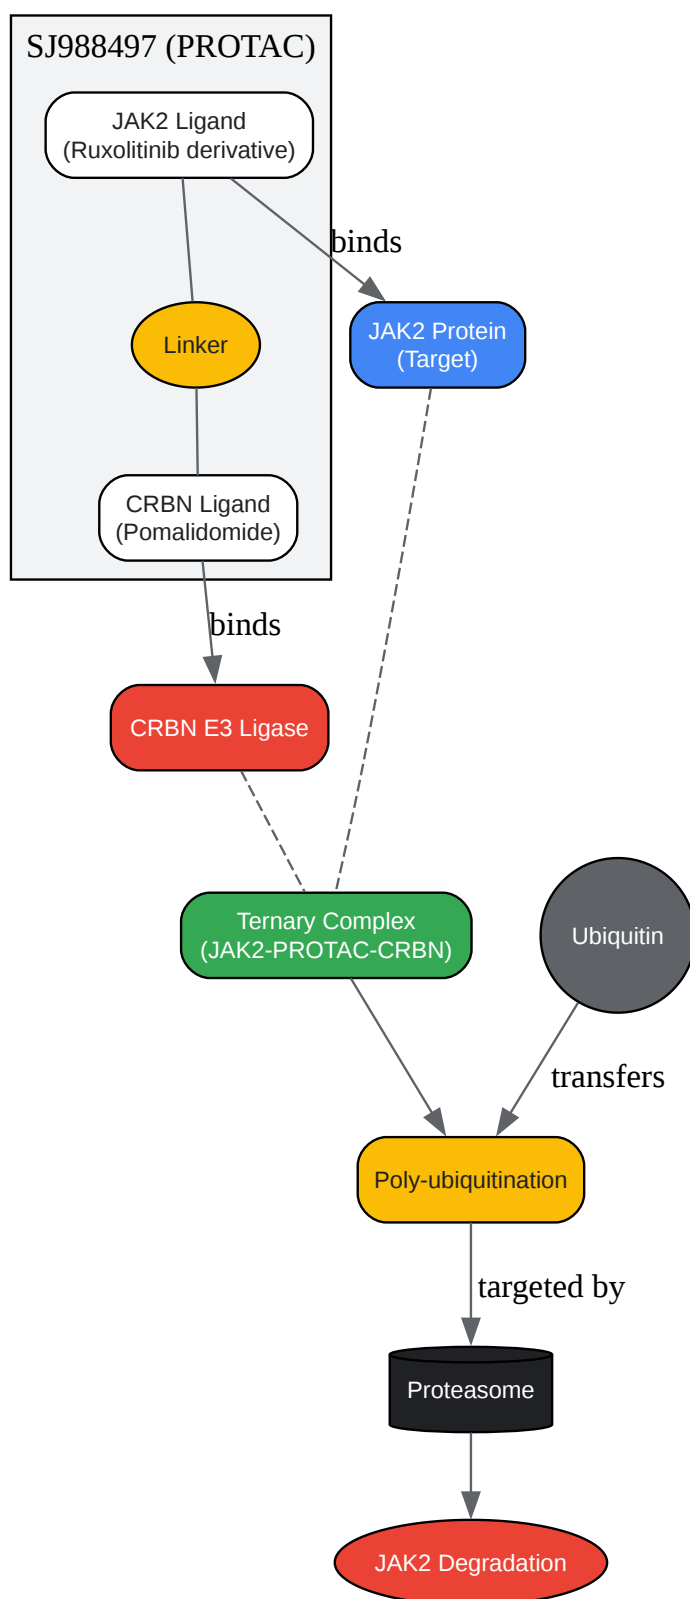 SJ988497 (PROTAC)
JAK2 Ligand
(Ruxolitinib derivative)
binds
Linker
JAK2 Protein
(Target)
CRBN Ligand
(Pomalidomide)
binds
CRBN E3 Ligase
Ternary Complex
(JAK2-PROTAC-CRBN)
Ubiquitin
transfers
Poly-ubiquitination
targeted by
Proteasome
JAK2 Degradation